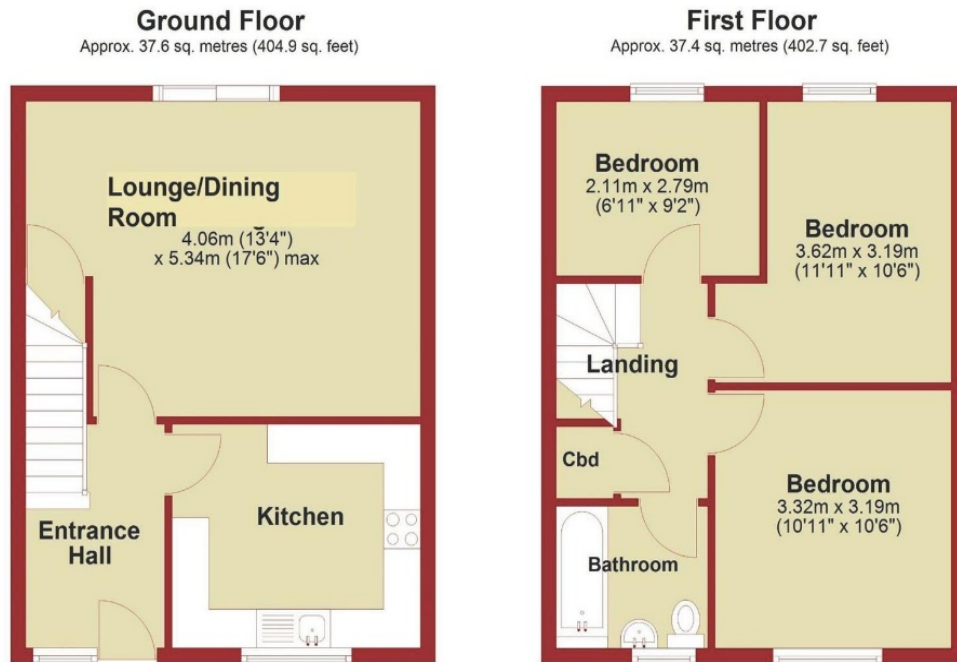 Ground Floor
Approx. 37.6 sq. metres (404.9 sq. feet)
Lounge/Dining
Room
4.06m (13'4")
x 5.34m (17'6") max
Entrance
Hall
Kitchen
First Floor
Approx. 37.4 sq. metres (402.7 sq. feet)
Bedroom
2.11m x 2.79m
(6'11" x 9'2")
Bedroom
3.62m x 3.19m
(11'11" x 10'6")
Landing
Cbd
Bedroom
3.32m x 3.19m
(10'11" x 10'6")
Bathroom